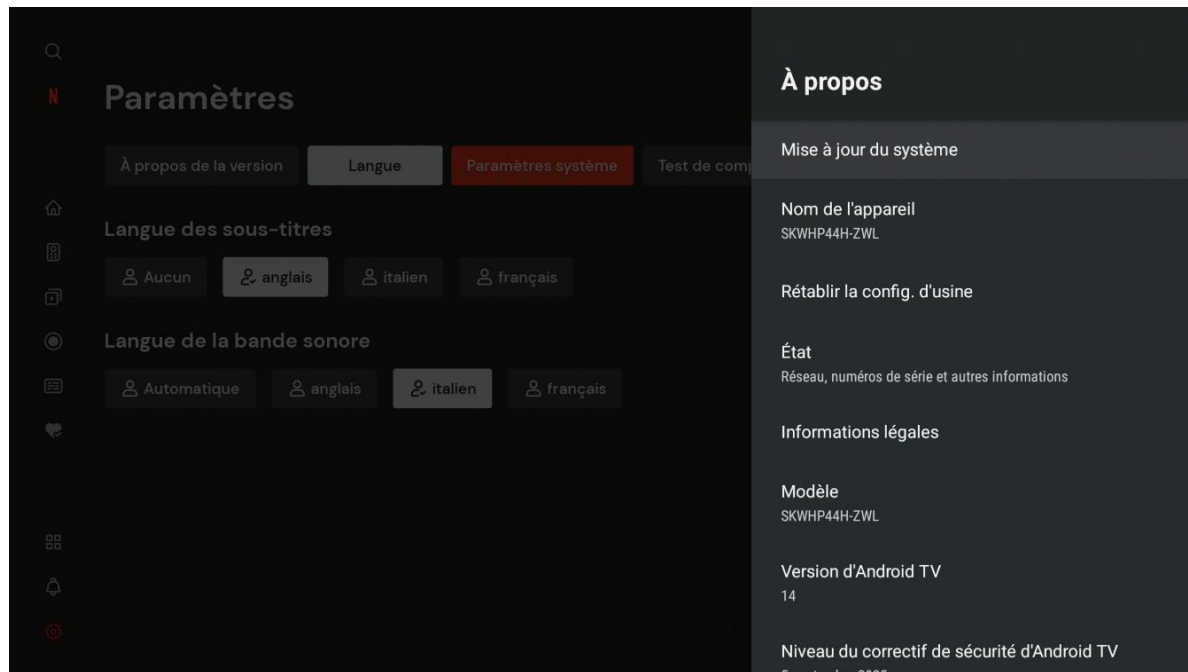 N
Paramètres
À propos de la version Langue Paramètres système Test de
Langue des sous-titres
Aucun anglais italien français
Langue de la bande sonore
Automatique anglais italien français
À propos
Mise à jour du système
Nom de l'appareil
SKWHP44H-ZWL
Rétablir la config. d'usine
État
Réseau, numéros de série et autres informations
Informations légales
Modèle
SKWHP44H-ZWL
Version d'Android TV
14
Niveau du correctif de sécurité d'Android TV